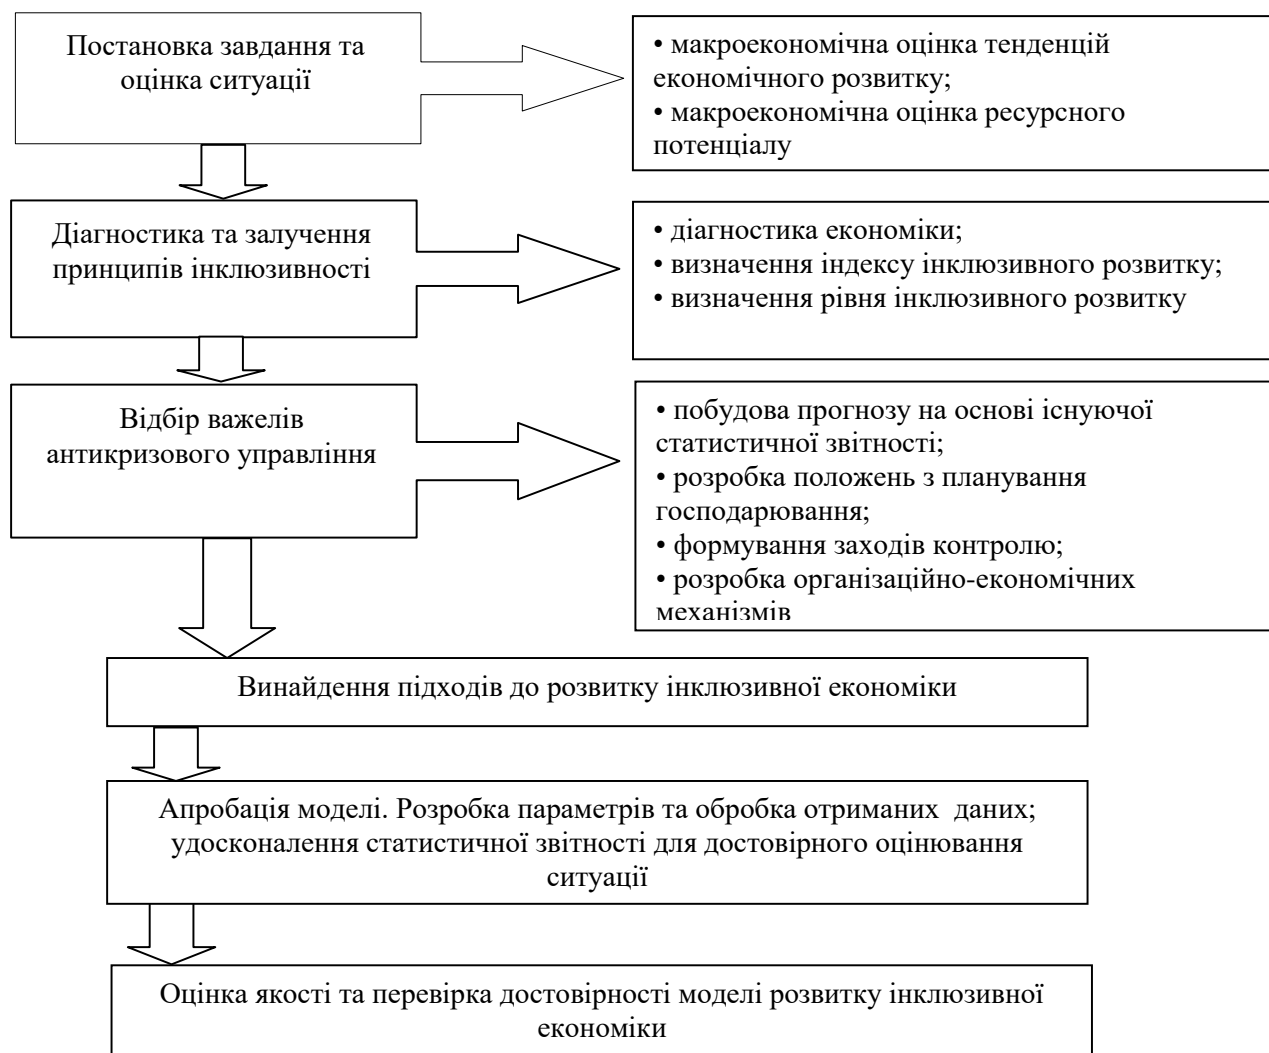 Постановка завдання та
оцінка ситуації
• макроекономічна оцінка тенденцій
економічного розвитку;
• макроекономічна оцінка ресурсного
потенціалу
Діагностика та залучення
принципів інклюзивності
• діагностика економіки;
• визначення індексу інклюзивного розвитку;
• визначення рівня інклюзивного розвитку
Відбір важелів
антикризового управління
• побудова прогнозу на основі існуючої
статистичної звітності;
• розробка положень з планування
господарювання;
• формування заходів контролю;
• розробка організаційно-економічних
механізмів
Винайдення підходів до розвитку інклюзивної економіки
Апробація моделі. Розробка параметрів та обробка отриманих  даних;
удосконалення статистичної звітності для достовірного оцінювання
ситуації
Оцінка якості та перевірка достовірності моделі розвитку інклюзивної
економіки